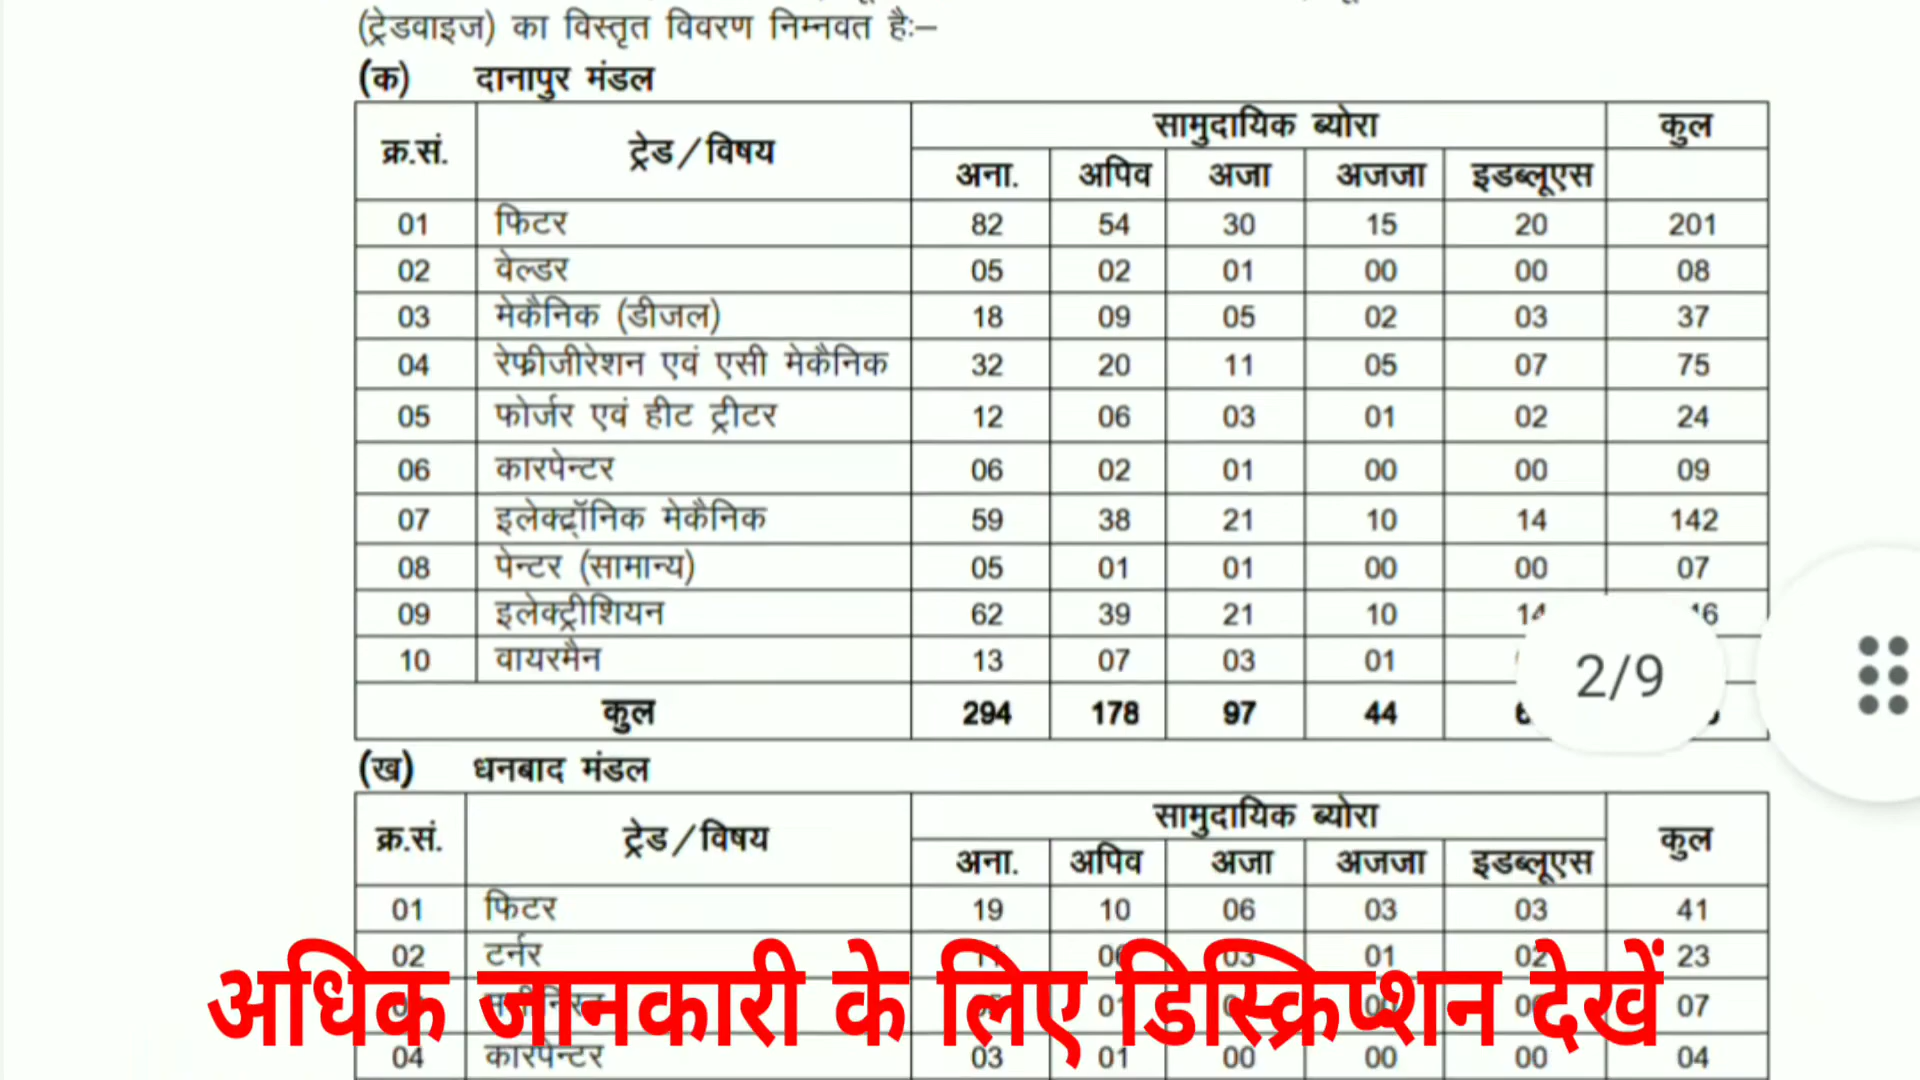 (ट्रेडवाइज) का विस्तृत विवरण निम्नवत है:–
(क) दानापुर मंडल
क्र.सं. ट्रेड/विषय सामुदायिक ब्योरा कुल
अना. अपिव अजा अजजा इडब्लूएस
01 फिटर 82 54 30 15 20 201
02 वेल्डर 05 02 01 00 00 08
03 मेकैनिक (डीजल) 18 09 05 02 03 37
04 रेफ्रीजीरेशन एवं एसी मेकैनिक 32 20 11 05 07 75
05 फोर्जर एवं हीट ट्रीटर 12 06 03 01 02 24
06 कारपेन्टर 06 02 01 00 00 09
07 इलेक्ट्रॉनिक मेकैनिक 59 38 21 10 14 142
08 पेन्टर (सामान्य) 05 01 01 00 00 07
09 इलेक्ट्रीशियन 62 39 21 10 14
10 वायरमैन 13 07 03 01
2/9
कुल 294 178 97 44
(ख) धनबाद मंडल
क्र.सं. ट्रेड/विषय सामुदायिक ब्योरा कुल
अना. अपिव अजा अजजा इडब्लूएस
01 फिटर 19 10 06 03 03 41
02 टर्नर 03 01 02 23
01 07
अधिक जानकारी के लिए डिस्क्रिप्शन देखें
04 कारपेन्टर 03 01 00 00 00 04